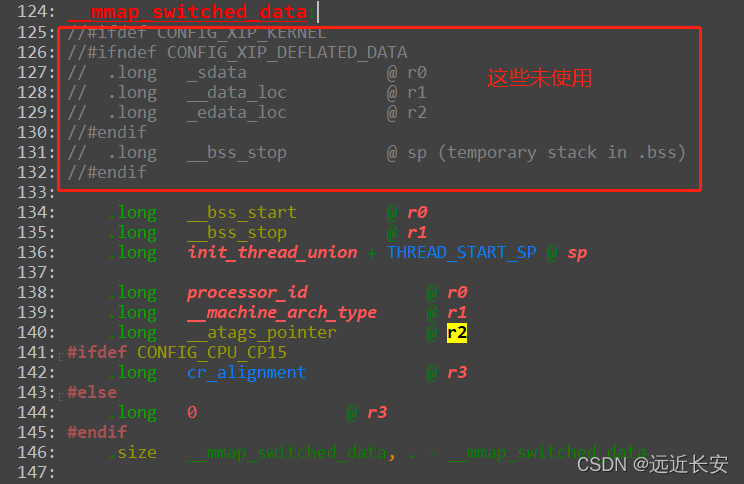 124: __mmap_switched_data:
125: //#ifdef CONFIG_XIP_KERNEL
126: //#ifndef CONFIG_XIP_DEFLATED_DATA
127: //  .long   _sdata              @ r0
这些未使用
128: //  .long   __data_loc          @ r1
129: //  .long   _edata_loc          @ r2
130: //#endif
131: //  .long   __bss_stop          @ sp (temporary stack in .bss)
132: //#endif
133:
134:    .long   __bss_start         @ r0
135:    .long   __bss_stop          @ r1
136:    .long   init_thread_union + THREAD_START_SP @ sp
137:
138:    .long   processor_id            @ r0
139:    .long   __machine_arch_type     @ r1
140:    .long   __atags_pointer         @ r2
141: #ifdef CONFIG_CPU_CP15
142:    .long   cr_alignment            @ r3
143: #else
144:    .long   0               @ r3
145: #endif
146:    .size   __mmap_switched_data, . - __mmap_switched_data
147:
CSDN @远近长安